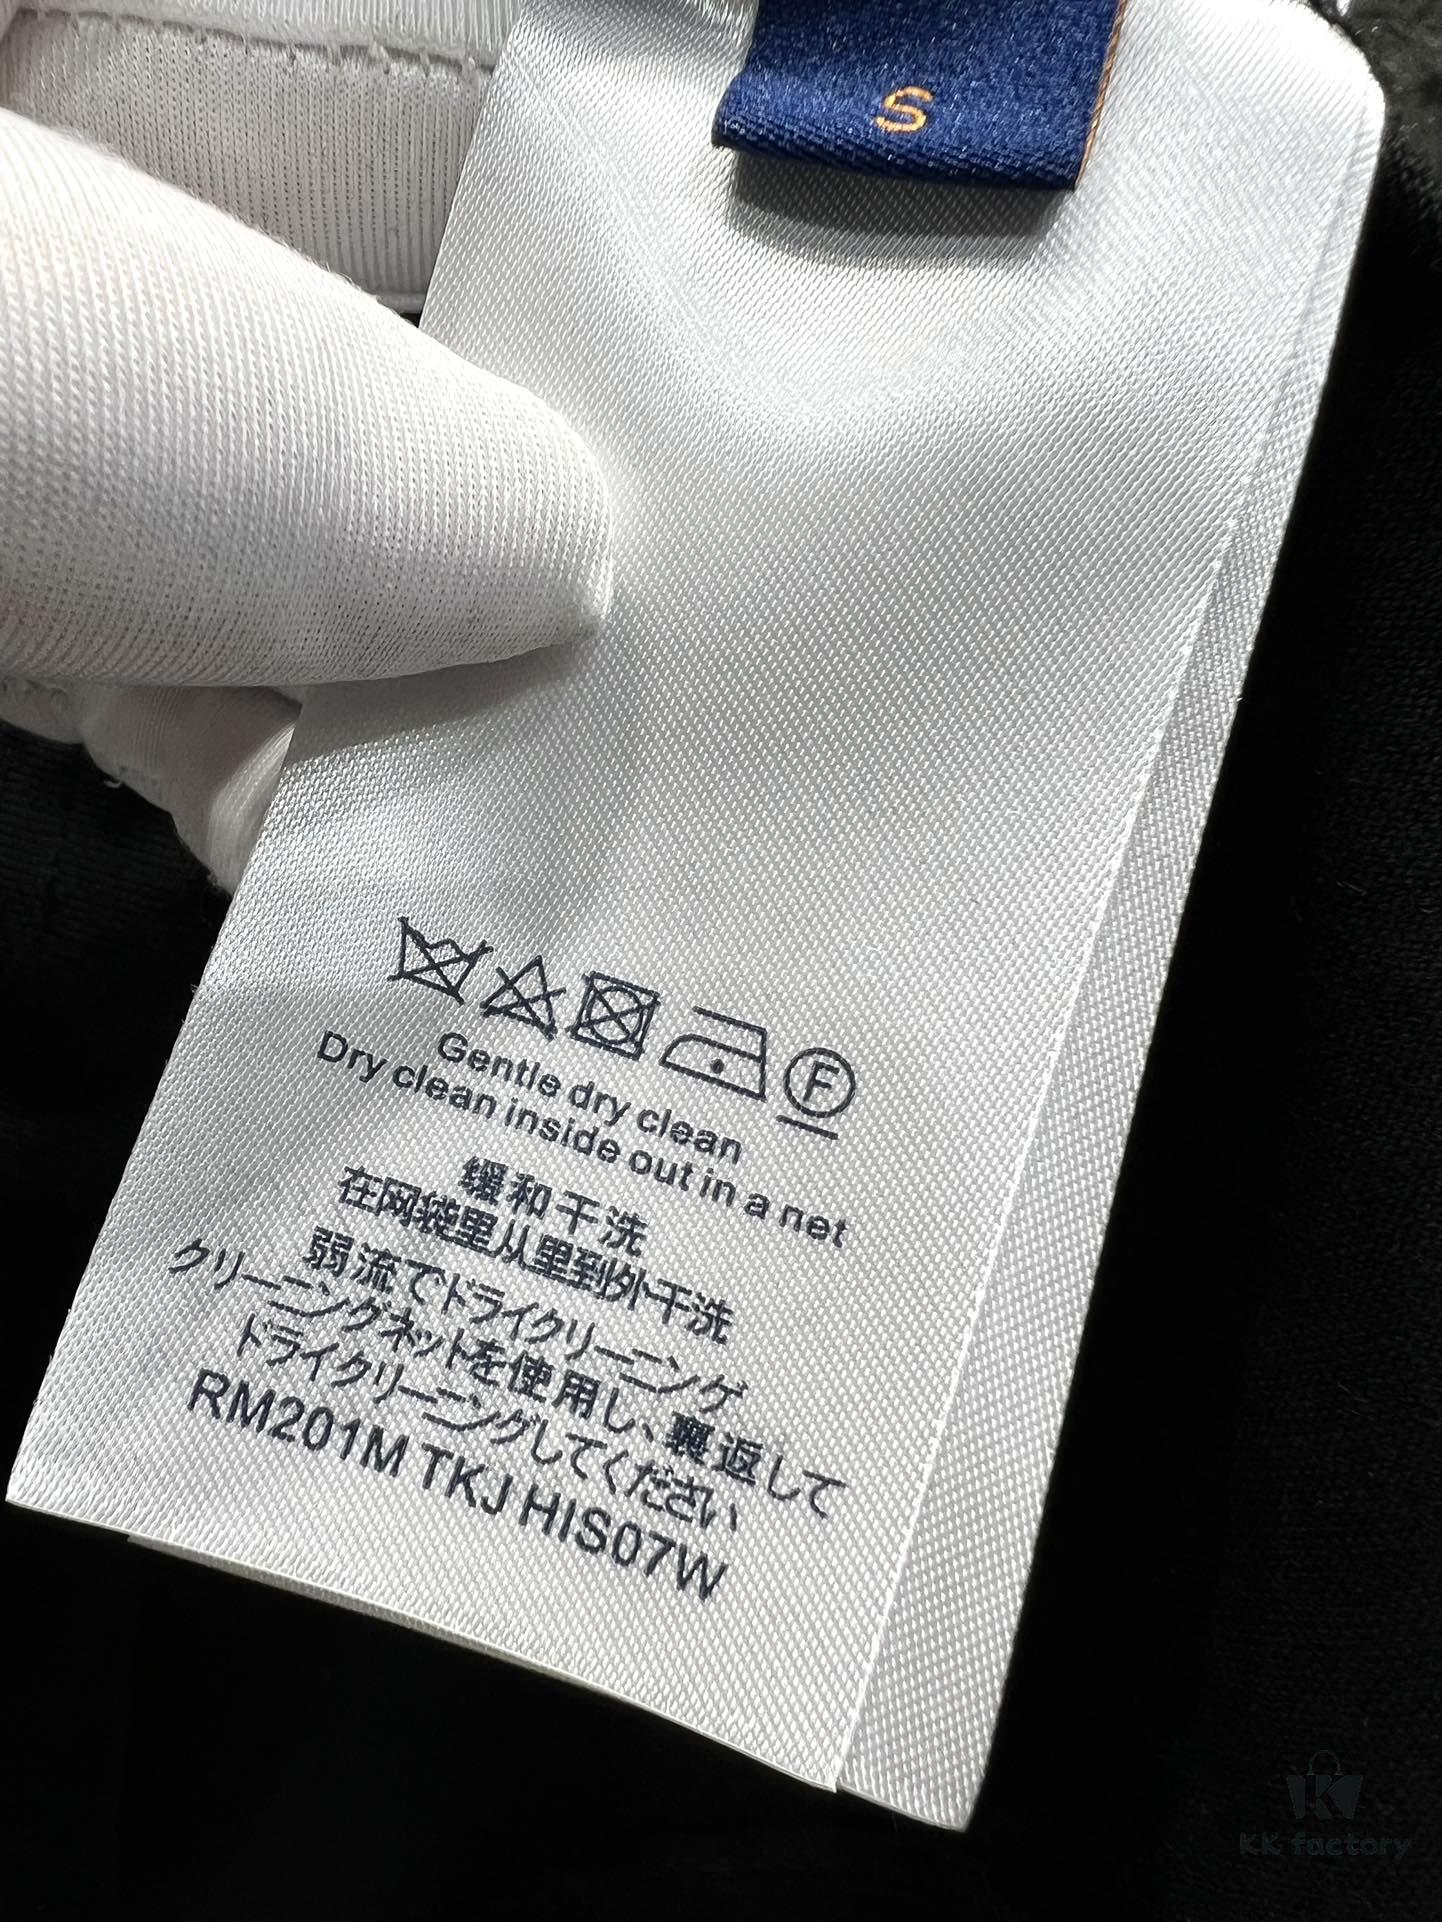 S
F
Gentle dry clean
Dry clean inside out in a net
缓和干洗
在网袋里从里到外干洗
弱流でドライクリーニング
クリーニングネットを使用し、裏返して
ドライクリーニングしてください
RM201M TKJ HIS07W
KK factory